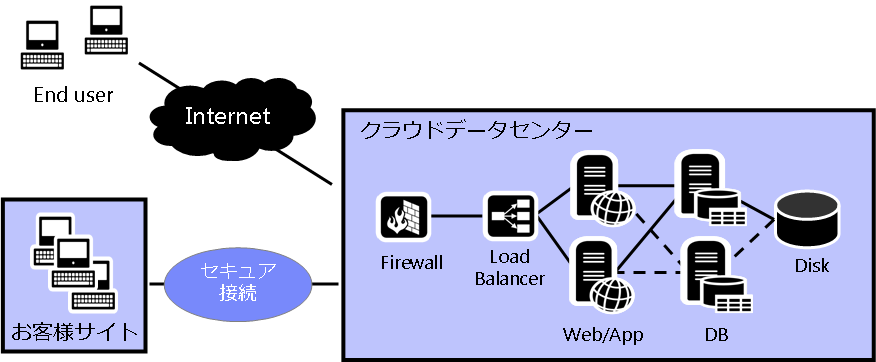 End user
Internet
クラウドデータセンター
Firewall
Load
Balancer
Web/App
DB
Disk
セキュア
接続
お客様サイト